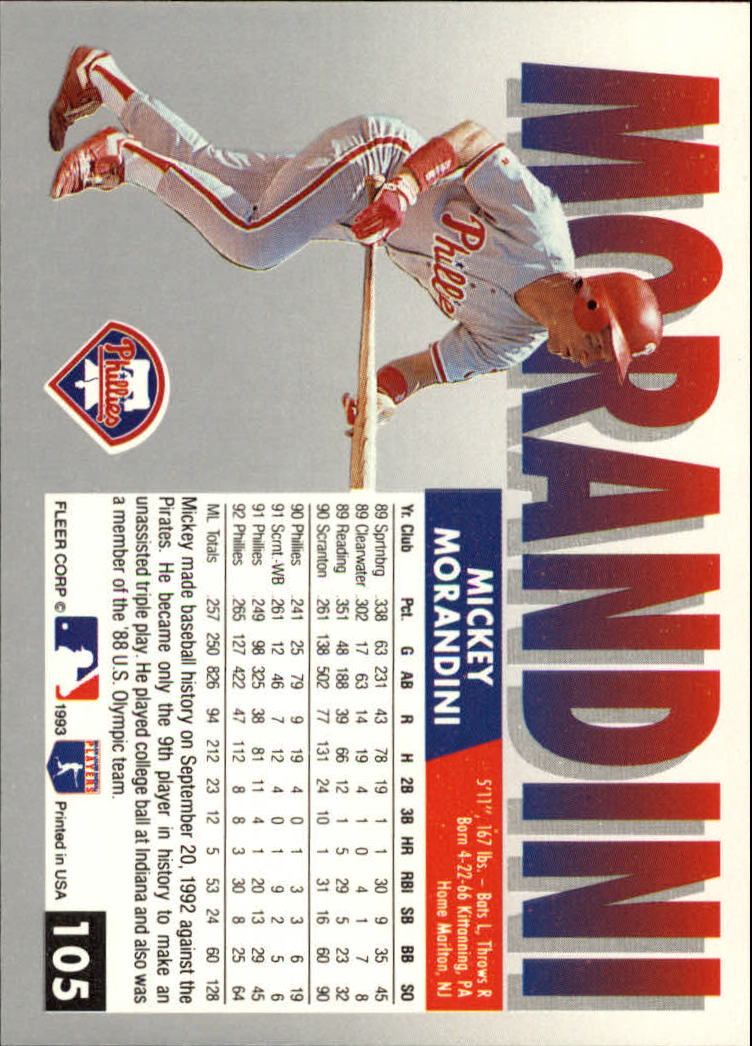 MORANDINI
Phillies
Phillies
MICKEY
MORANDINI
5'11", 167 lbs. – Bats L, Throws R
Born 4-22-66 Kittanning, PA
Home Marlton, NJ
Yr. Club Pct. G AB R H 2B 3B HR RBI SB BB SO
89 Sprtnbrg .338 63 231 43 78 19 1 1 30 9 35 45
89 Clearwater .302 17 63 14 19 4 1 0 4 1 7 8
89 Reading .351 48 188 39 66 12 1 5 29 5 23 32
90 Scranton .261 138 502 77 131 24 10 1 31 16 60 90
90 Phillies .241 25 79 9 19 4 0 1 3 3 6 19
91 Scrnt.-WB .261 12 46 7 12 4 0 1 9 2 5 6
91 Phillies .249 98 325 38 81 11 4 1 20 13 29 45
92 Phillies .265 127 422 47 112 8 8 3 30 8 25 64
ML Totals .257 250 826 94 212 23 12 5 53 24 60 128
Mickey made baseball history on September 20, 1992 against the
Pirates. He became only the 9th player in history to make an
unassisted triple play. He played college ball at Indiana and also was
a member of the '88 U.S. Olympic team.
FLEER CORP © 1993 PLAYERS Printed in USA 105